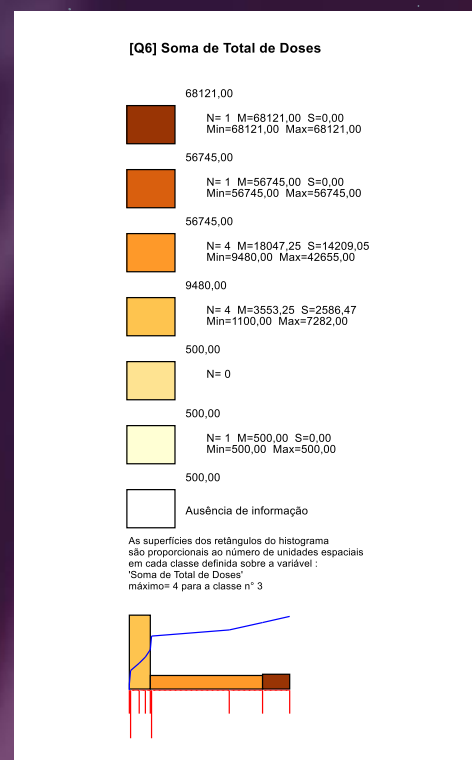 [Q6] Soma de Total de Doses
68121,00
N= 1 M=68121,00 S=0,00
Min=68121,00 Max=68121,00
56745,00
N= 1 M=56745,00 S=0,00
Min=56745,00 Max=56745,00
56745,00
N= 4 M=18047,25 S=14209,05
Min=9480,00 Max=42655,00
9480,00
N= 4 M=3553,25 S=2586,47
Min=1100,00 Max=7282,00
500,00
N= 0
500,00
N= 1 M=500,00 S=0,00
Min=500,00 Max=500,00
500,00
Ausência de informação
As superfícies dos retângulos do histograma
são proporcionais ao número de unidades espaciais
em cada classe definida sobre a variável :
'Soma de Total de Doses'
máximo= 4 para a classe n° 3